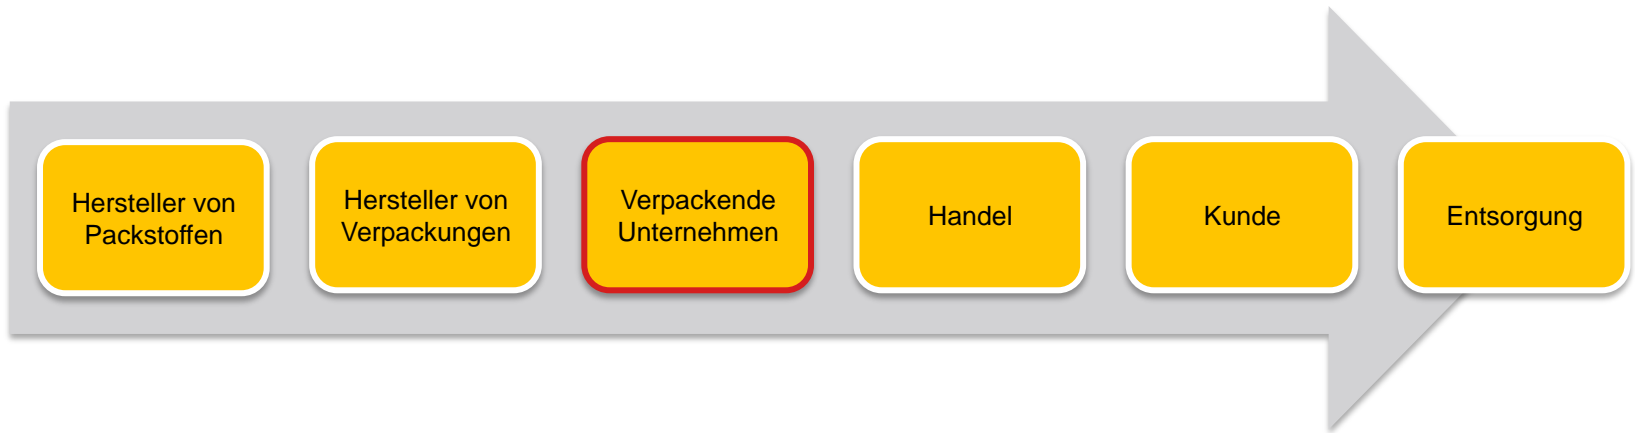 Hersteller von
Packstoffen
Hersteller von
Verpackungen
Verpackende
Unternehmen
Handel
Kunde
Entsorgung